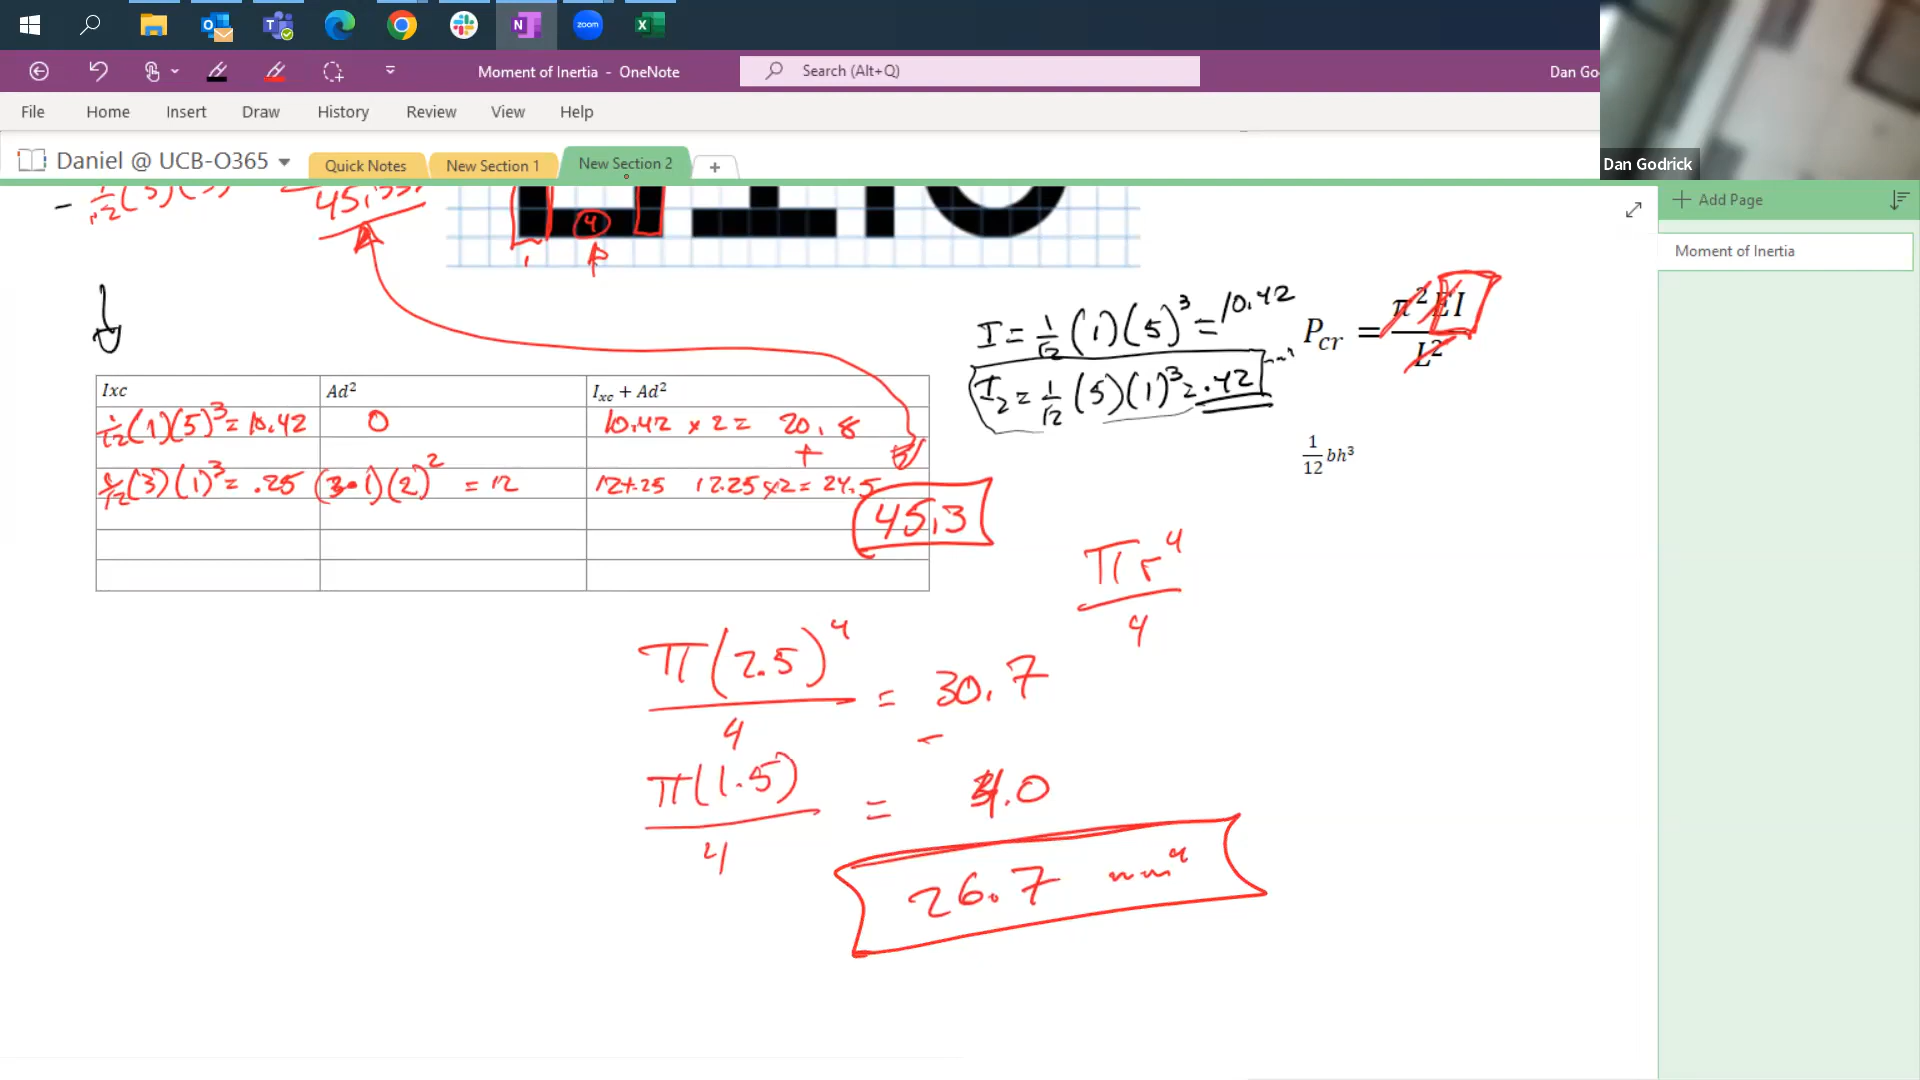 Moment of Inertia - OneNote
Search (Alt+Q)
Dan Go
File Home Insert Draw History Review View Help
Daniel @ UCB-O365
Quick Notes
New Section 1
New Section 2
+
Dan Godrick
Add Page
Moment of Inertia
4
1
I = 1/12 (1)(5)³ = 10.42
I₂ = 1/12 (5)(1)³ = .42
Pcr = π²EI / L²
1/12 bh³
Ixc Ad² Ixc + Ad²
1/12 (1)(5)³ = 10.42 0 10.42 x 2 = 20.8
+
1/12 (3)(1)³ = .25 (3·1)(2)² = 12 12+.25 12.25 x 2 = 24.5
45.3
πr⁴ / 4
π(2.5)⁴ / 4 = 30.7
-
π(1.5) / 4 = 4.0
26.7 mm⁴